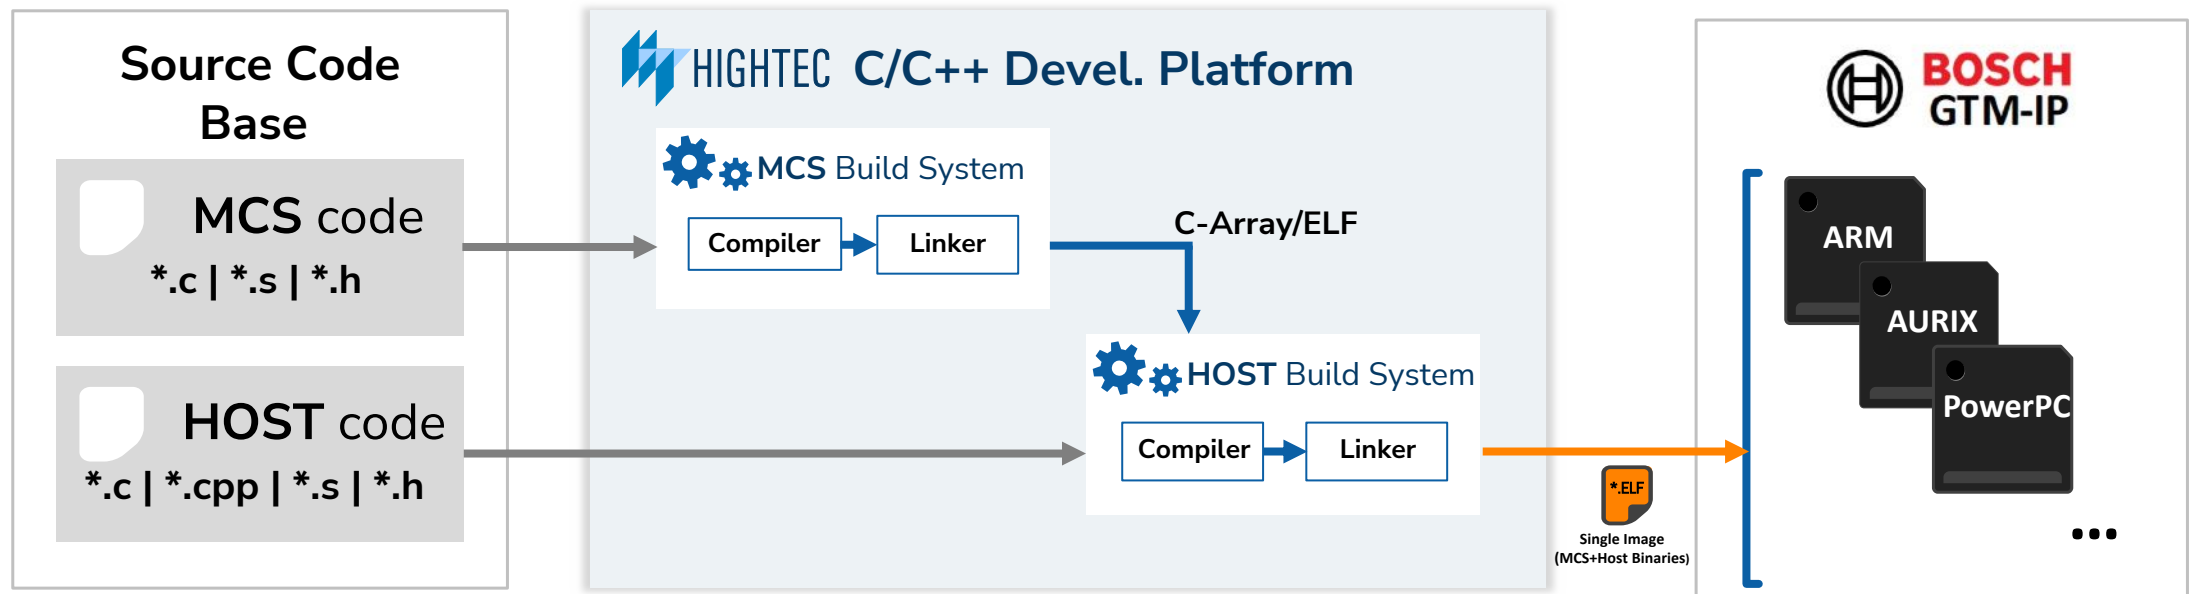 Source Code
Base
MCS code
*.c | *.s | *.h
HOST code
*.c | *.cpp | *.s | *.h
HIGHTEC C/C++ Devel. Platform
MCS Build System
Compiler
Linker
C-Array/ELF
HOST Build System
Compiler
Linker
*.ELF
Single Image
(MCS+Host Binaries)
BOSCH
GTM-IP
ARM
AURIX
PowerPC
...